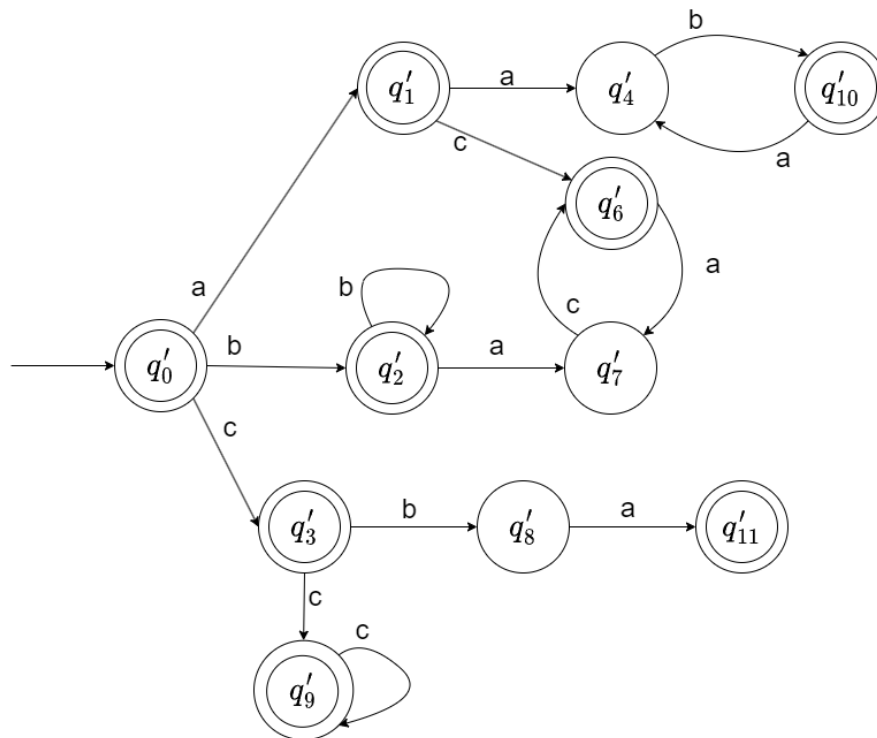 b
q′1 a q′4 q′10
c a
q′6
a b c a
q′0 b q′2 a q′7
c
q′3 b q′8 a q′11
c
c
q′9